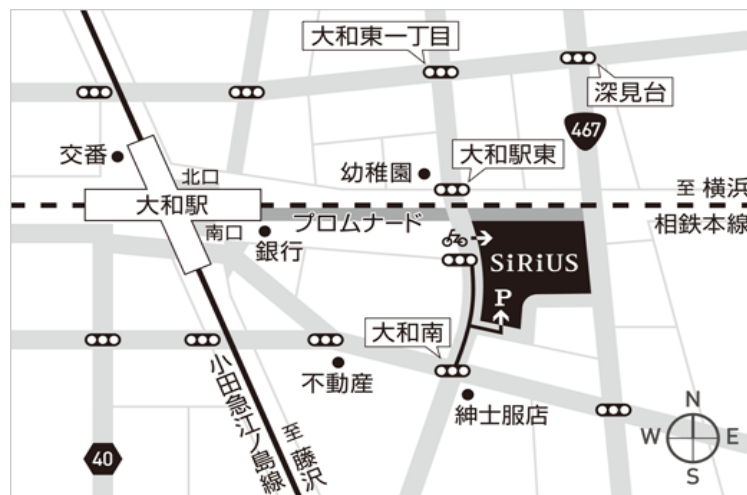 大和東一丁目
深見台
467
交番
幼稚園
大和駅東
北口
至 横浜
大和駅
プロムナード
相鉄本線
南口
銀行
SiRiUS
P
大和南
不動産
紳士服店
小田急江ノ島線
至 藤沢
40
N
W E
S